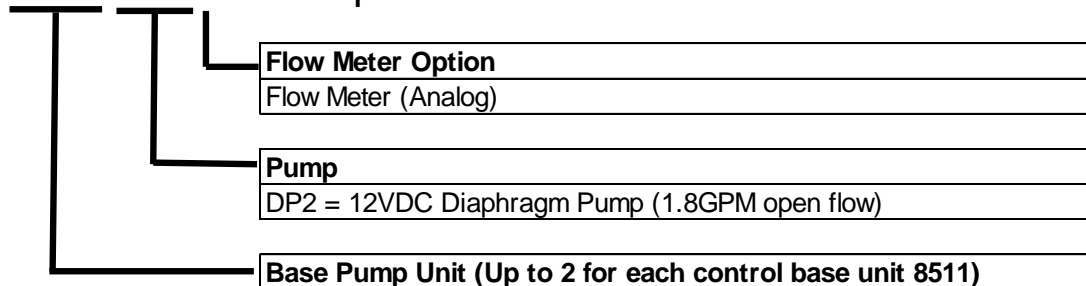 Flow Meter Option
Flow Meter (Analog)
Pump
DP2 = 12VDC Diaphragm Pump (1.8GPM open flow)
Base Pump Unit (Up to 2 for each control base unit 8511)